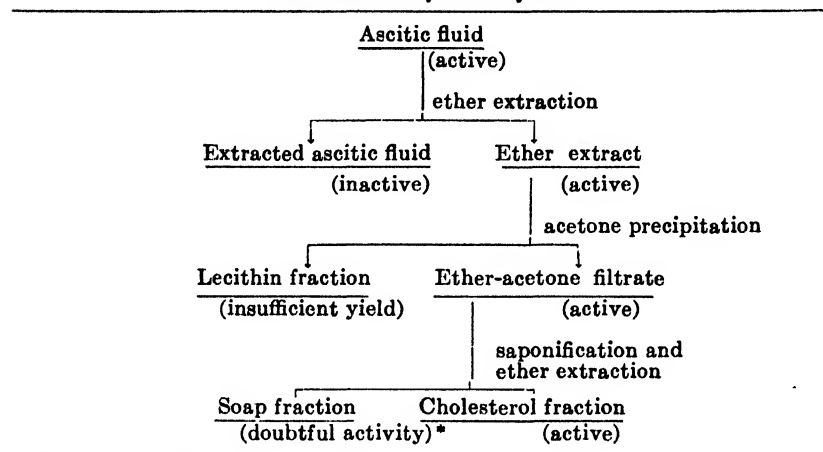 Ascitic fluid
(active)
ether extraction
Extracted ascitic fluid Ether extract
(inactive) (active)
acetone precipitation
Lecithin fraction Ether-acetone filtrate
(insufficient yield) (active)
saponification and
ether extraction
Soap fraction Cholesterol fraction
(doubtful activity)* (active)